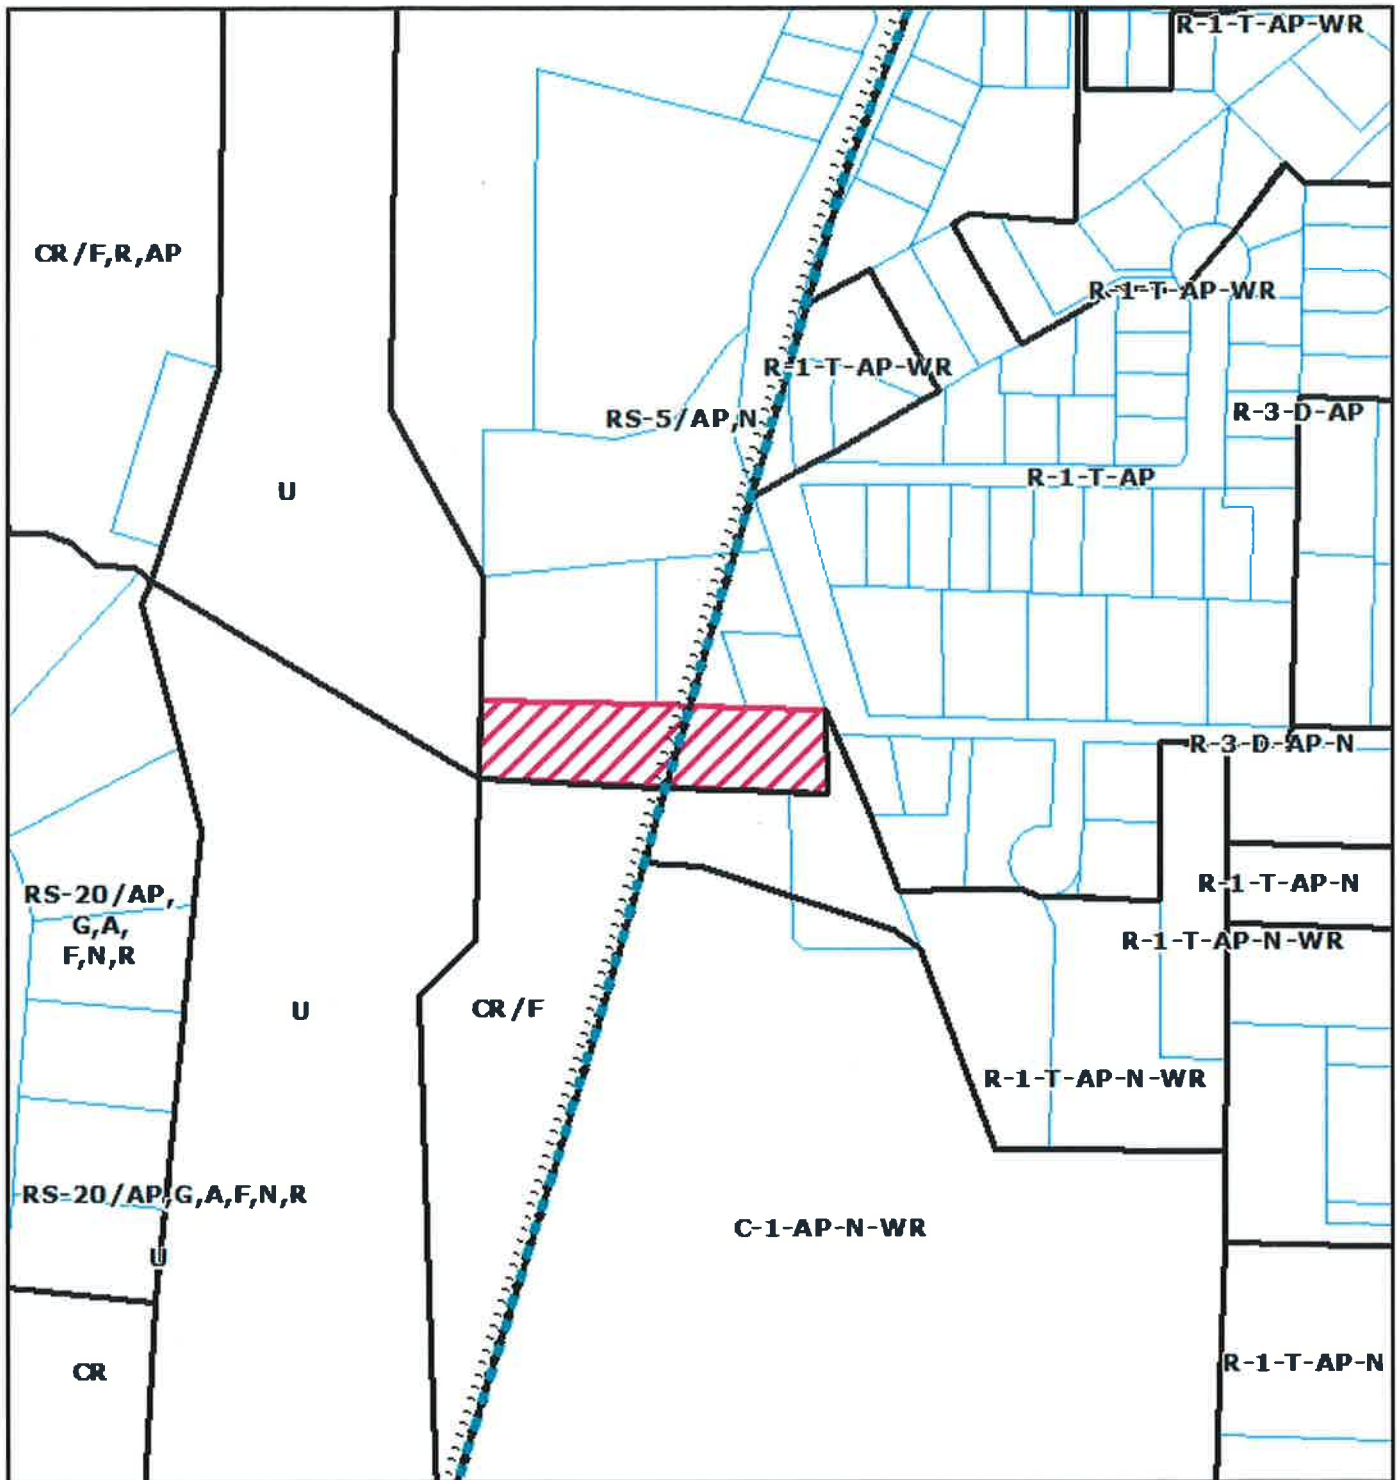 R-1-T-AP-WR
CR/F,R,AP
R-1-T-AP-WR
R-1-T-AP-WR
RS-5/AP,N
R-3-D-AP
R-1-T-AP
U
R-3-D-AP-N
RS-20/AP,
G,A,
F,N,R
R-1-T-AP-N
R-1-T-AP-N-WR
U
CR/F
R-1-T-AP-N-WR
RS-20/AP,G,A,F,N,R
C-1-AP-N-WR
U
CR
R-1-T-AP-N